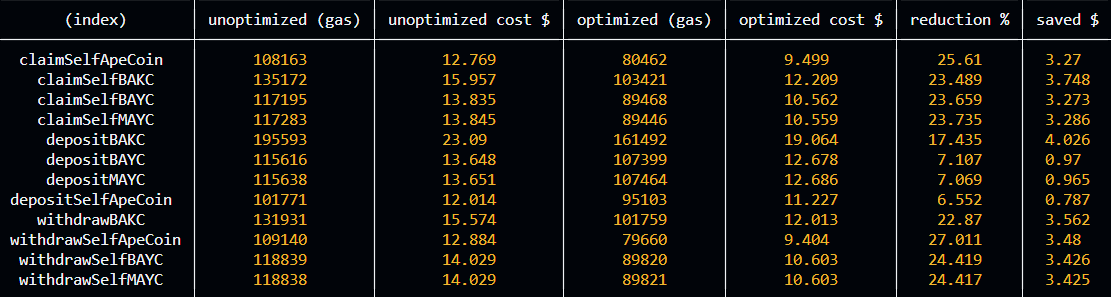 (index) unoptimized (gas) unoptimized cost $ optimized (gas) optimized cost $ reduction % saved $
claimSelfApeCoin 108163 12.769 80462 9.499 25.61 3.27
claimSelfBAKC 135172 15.957 103421 12.209 23.489 3.748
claimSelfBAYC 117195 13.835 89468 10.562 23.659 3.273
claimSelfMAYC 117283 13.845 89446 10.559 23.735 3.286
depositBAKC 195593 23.09 161492 19.064 17.435 4.026
depositBAYC 115616 13.648 107399 12.678 7.107 0.97
depositMAYC 115638 13.651 107464 12.686 7.069 0.965
depositSelfApeCoin 101771 12.014 95103 11.227 6.552 0.787
withdrawBAKC 131931 15.574 101759 12.013 22.87 3.562
withdrawSelfApeCoin 109140 12.884 79660 9.404 27.011 3.48
withdrawSelfBAYC 118839 14.029 89820 10.603 24.419 3.426
withdrawSelfMAYC 118838 14.029 89821 10.603 24.417 3.425